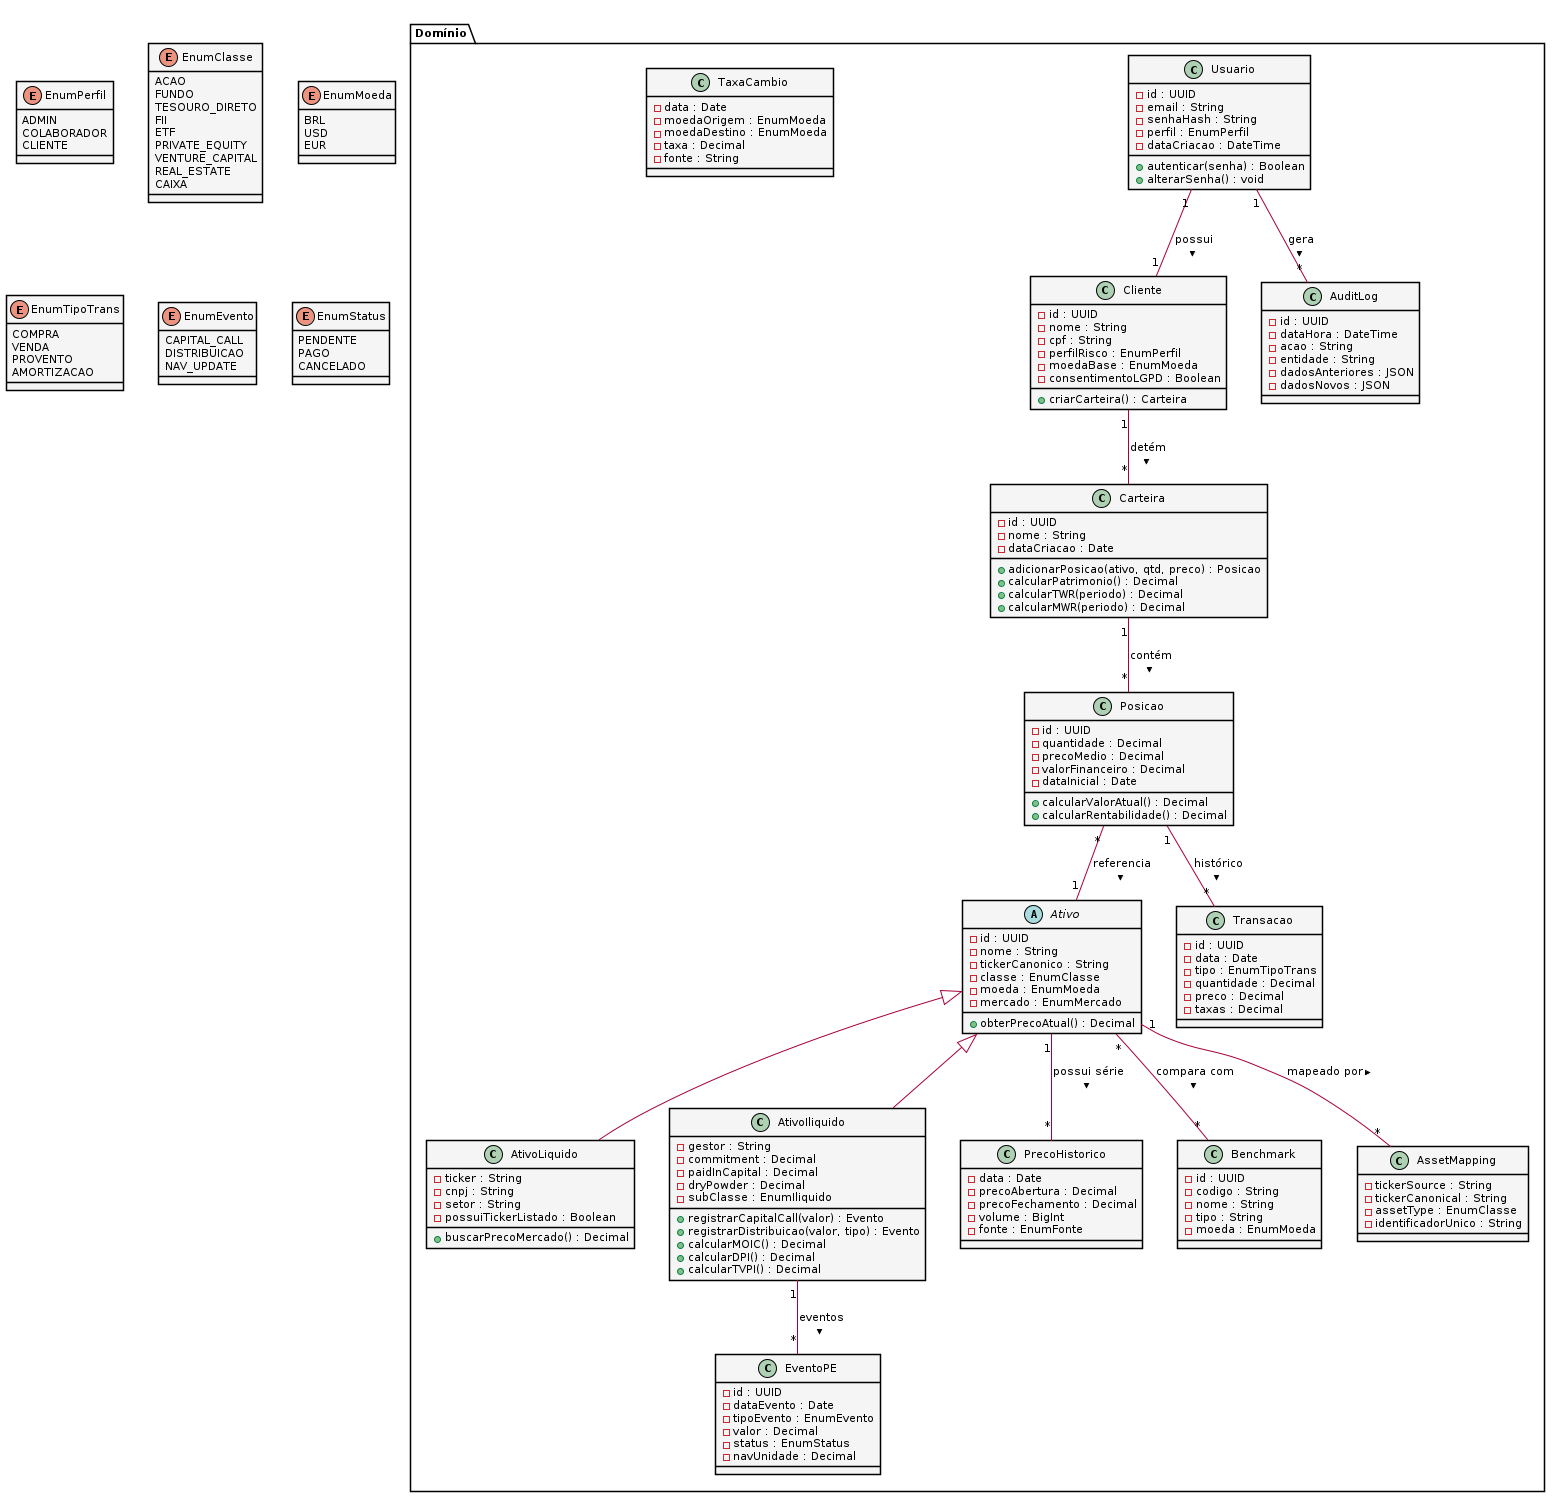 Domínio
EnumPerfil
ADMIN
COLABORADOR
CLIENTE
EnumClasse
ACAO
FUNDO
TESOURO_DIRETO
FII
ETF
PRIVATE_EQUITY
VENTURE_CAPITAL
REAL_ESTATE
CAIXA
EnumMoeda
BRL
USD
EUR
EnumTipoTrans
COMPRA
VENDA
PROVENTO
AMORTIZACAO
EnumEvento
CAPITAL_CALL
DISTRIBUICAO
NAV_UPDATE
EnumStatus
PENDENTE
PAGO
CANCELADO
TaxaCambio
data : Date
moedaOrigem : EnumMoeda
moedaDestino : EnumMoeda
taxa : Decimal
fonte : String
Usuario
id : UUID
email : String
senhaHash : String
perfil : EnumPerfil
dataCriacao : DateTime
autenticar(senha) : Boolean
alterarSenha() : void
1
possui
1
1
gera
*
Cliente
id : UUID
nome : String
cpf : String
perfilRisco : EnumPerfil
moedaBase : EnumMoeda
consentimentoLGPD : Boolean
criarCarteira() : Carteira
AuditLog
id : UUID
dataHora : DateTime
acao : String
entidade : String
dadosAnteriores : JSON
dadosNovos : JSON
1
detém
*
Carteira
id : UUID
nome : String
dataCriacao : Date
adicionarPosicao(ativo, qtd, preco) : Posicao
calcularPatrimonio() : Decimal
calcularTWR(periodo) : Decimal
calcularMWR(periodo) : Decimal
1
contém
*
Posicao
id : UUID
quantidade : Decimal
precoMedio : Decimal
valorFinanceiro : Decimal
dataInicial : Date
calcularValorAtual() : Decimal
calcularRentabilidade() : Decimal
*
referencia
1
1
histórico
*
Ativo
id : UUID
nome : String
tickerCanonico : String
classe : EnumClasse
moeda : EnumMoeda
mercado : EnumMercado
obterPrecoAtual() : Decimal
Transacao
id : UUID
data : Date
tipo : EnumTipoTrans
quantidade : Decimal
preco : Decimal
taxas : Decimal
1
possui série
*
*
compara com
*
1
mapeado por
*
AtivoLiquido
ticker : String
cnpj : String
setor : String
possuiTickerListado : Boolean
buscarPrecoMercado() : Decimal
AtivoIliquido
gestor : String
commitment : Decimal
paidInCapital : Decimal
dryPowder : Decimal
subClasse : EnumIliquido
registrarCapitalCall(valor) : Evento
registrarDistribuicao(valor, tipo) : Evento
calcularMOIC() : Decimal
calcularDPI() : Decimal
calcularTVPI() : Decimal
PrecoHistorico
data : Date
precoAbertura : Decimal
precoFechamento : Decimal
volume : BigInt
fonte : EnumFonte
Benchmark
id : UUID
codigo : String
nome : String
tipo : String
moeda : EnumMoeda
AssetMapping
tickerSource : String
tickerCanonical : String
assetType : EnumClasse
identificadorUnico : String
1
eventos
*
EventoPE
id : UUID
dataEvento : Date
tipoEvento : EnumEvento
valor : Decimal
status : EnumStatus
navUnidade : Decimal